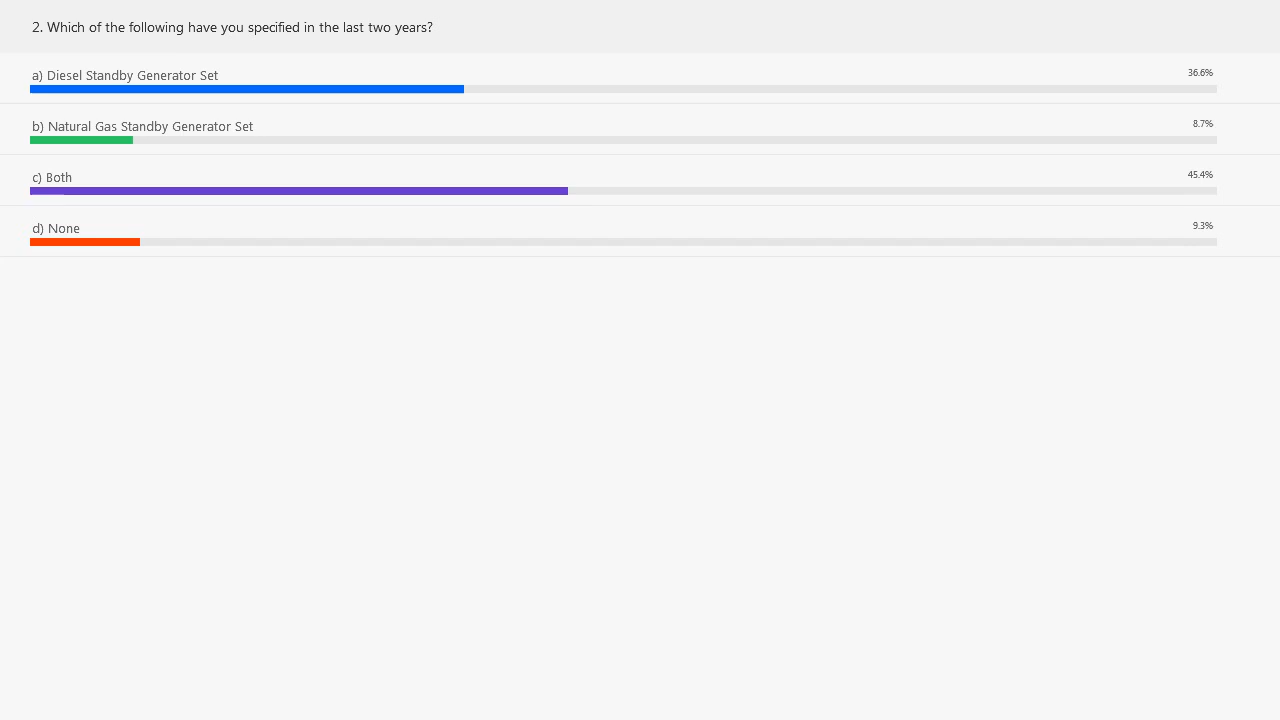 2. Which of the following have you specified in the last two years?
a) Diesel Standby Generator Set
36.6%
b) Natural Gas Standby Generator Set
8.7%
c) Both
45.4%
d) None
9.3%